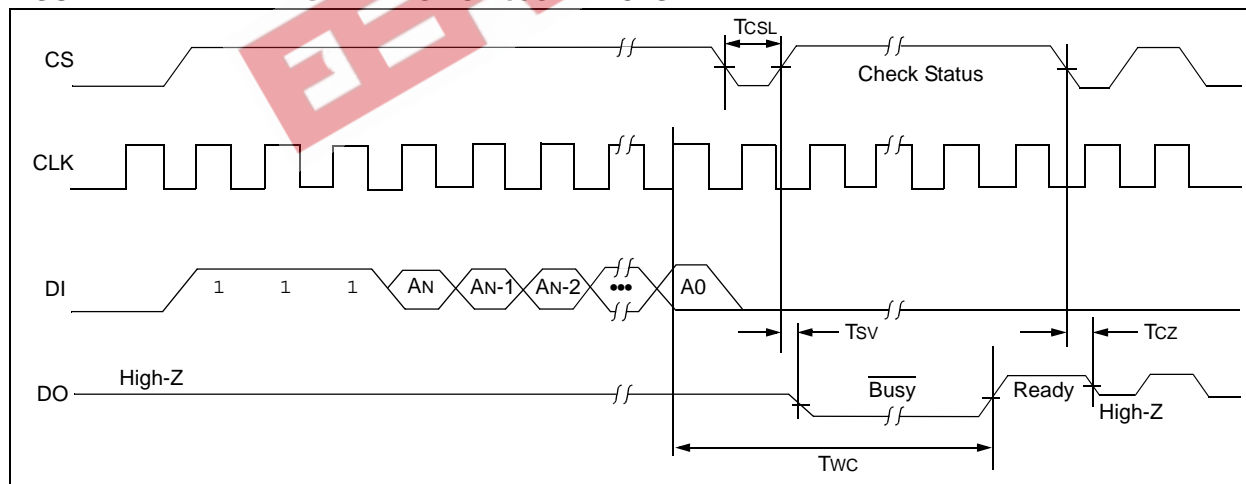 CS
TCSL
Check Status
CLK
DI
1 1 1 AN AN-1 AN-2 ••• A0
TSV
TCZ
DO
High-Z
Busy
Ready
High-Z
TWC